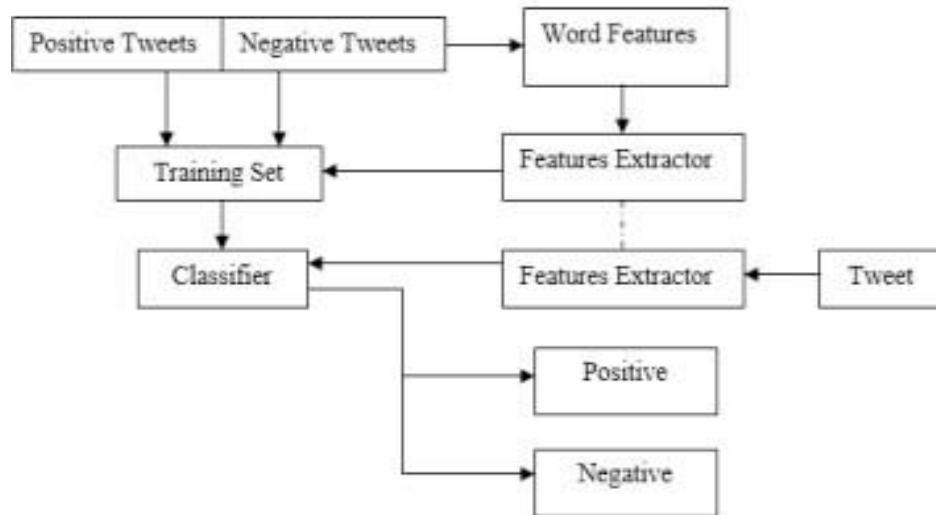 Positive Tweets
Negative Tweets
Word Features
Features Extractor
Training Set
Classifier
Features Extractor
Tweet
Positive
Negative